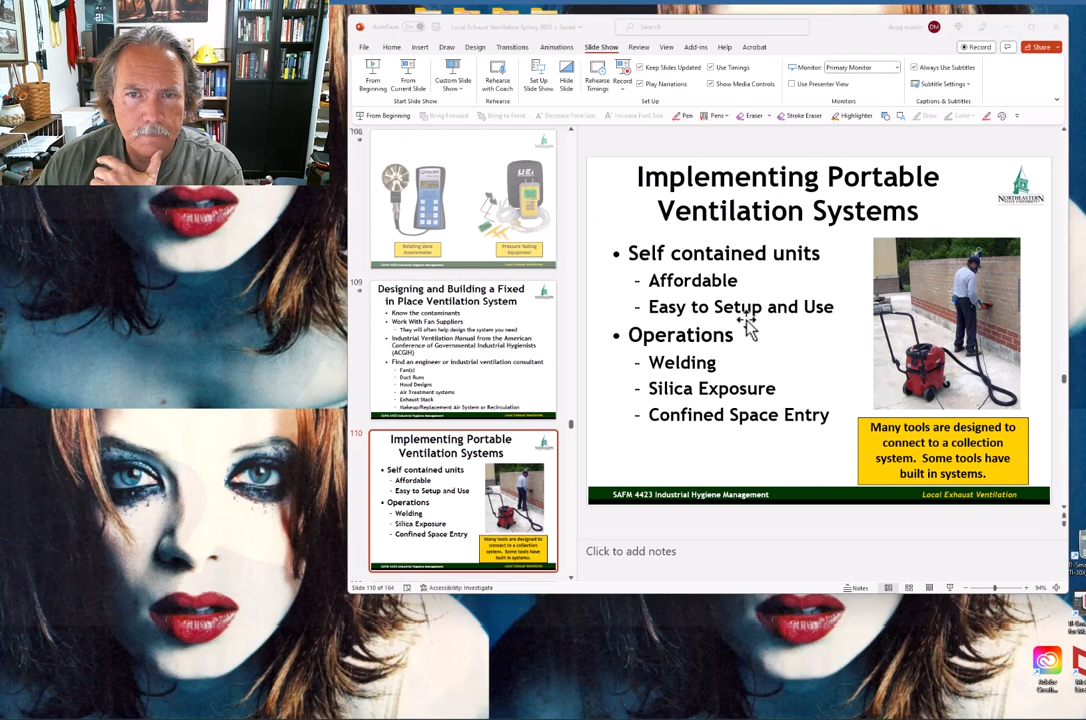 AutoSave
Local Exhaust Ventilation Spring 2022 - Saved
Search
doug martin
DM
File Home Insert Draw Design Transitions Animations Slide Show Review View Add-ins Help Acrobat
Record
Share
From Beginning
From Current Slide
Custom Slide Show
Rehearse with Coach
Set Up Slide Show
Hide Slide
Rehearse Timings
Record
Keep Slides Updated
Use Timings
Play Narrations
Show Media Controls
Monitor: Primary Monitor
Use Presenter View
Always Use Subtitles
Subtitle Settings
Start Slide Show
Rehearse
Set Up
Monitors
Captions & Subtitles
From Beginning Bring Forward Bring to Front Decrease Font Size Increase Font Size Pen Pens Eraser Stroke Eraser Highlighter Draw Color
108
Rotating Vane
Anemometer
Pressure Testing
Equipment
SAFM 4423 Industrial Hygiene Management
Local Exhaust Ventilation
109
Designing and Building a Fixed
in Place Ventilation System
• Know the contaminants
• Work With Fan Suppliers
• They will often help design the system you need
• Industrial Ventilation Manual from the American
Conference of Governmental Industrial Hygienists
(ACGIH)
• Find an engineer or industrial ventilation consultant
• Fan(s)
• Duct Runs
• Hood Designs
• Air Treatment systems
• Exhaust Stack
• Makeup/Replacement Air System or Recirculation
SAFM 4423 Industrial Hygiene Management
Local Exhaust Ventilation
110
Implementing Portable
Ventilation Systems
• Self contained units
- Affordable
- Easy to Setup and Use
• Operations
- Welding
- Silica Exposure
- Confined Space Entry
Many tools are designed to
connect to a collection
system. Some tools have
built in systems.
SAFM 4423 Industrial Hygiene Management
Local Exhaust Ventilation
Implementing Portable
Ventilation Systems
NORTHEASTERN
STATE UNIVERSITY
• Self contained units
- Affordable
- Easy to Setup and Use
• Operations
- Welding
- Silica Exposure
- Confined Space Entry
Many tools are designed to
connect to a collection
system. Some tools have
built in systems.
SAFM 4423 Industrial Hygiene Management
Local Exhaust Ventilation
Click to add notes
Slide 110 of 164
Accessibility: Investigate
Notes
94%
Adobe
Creati...